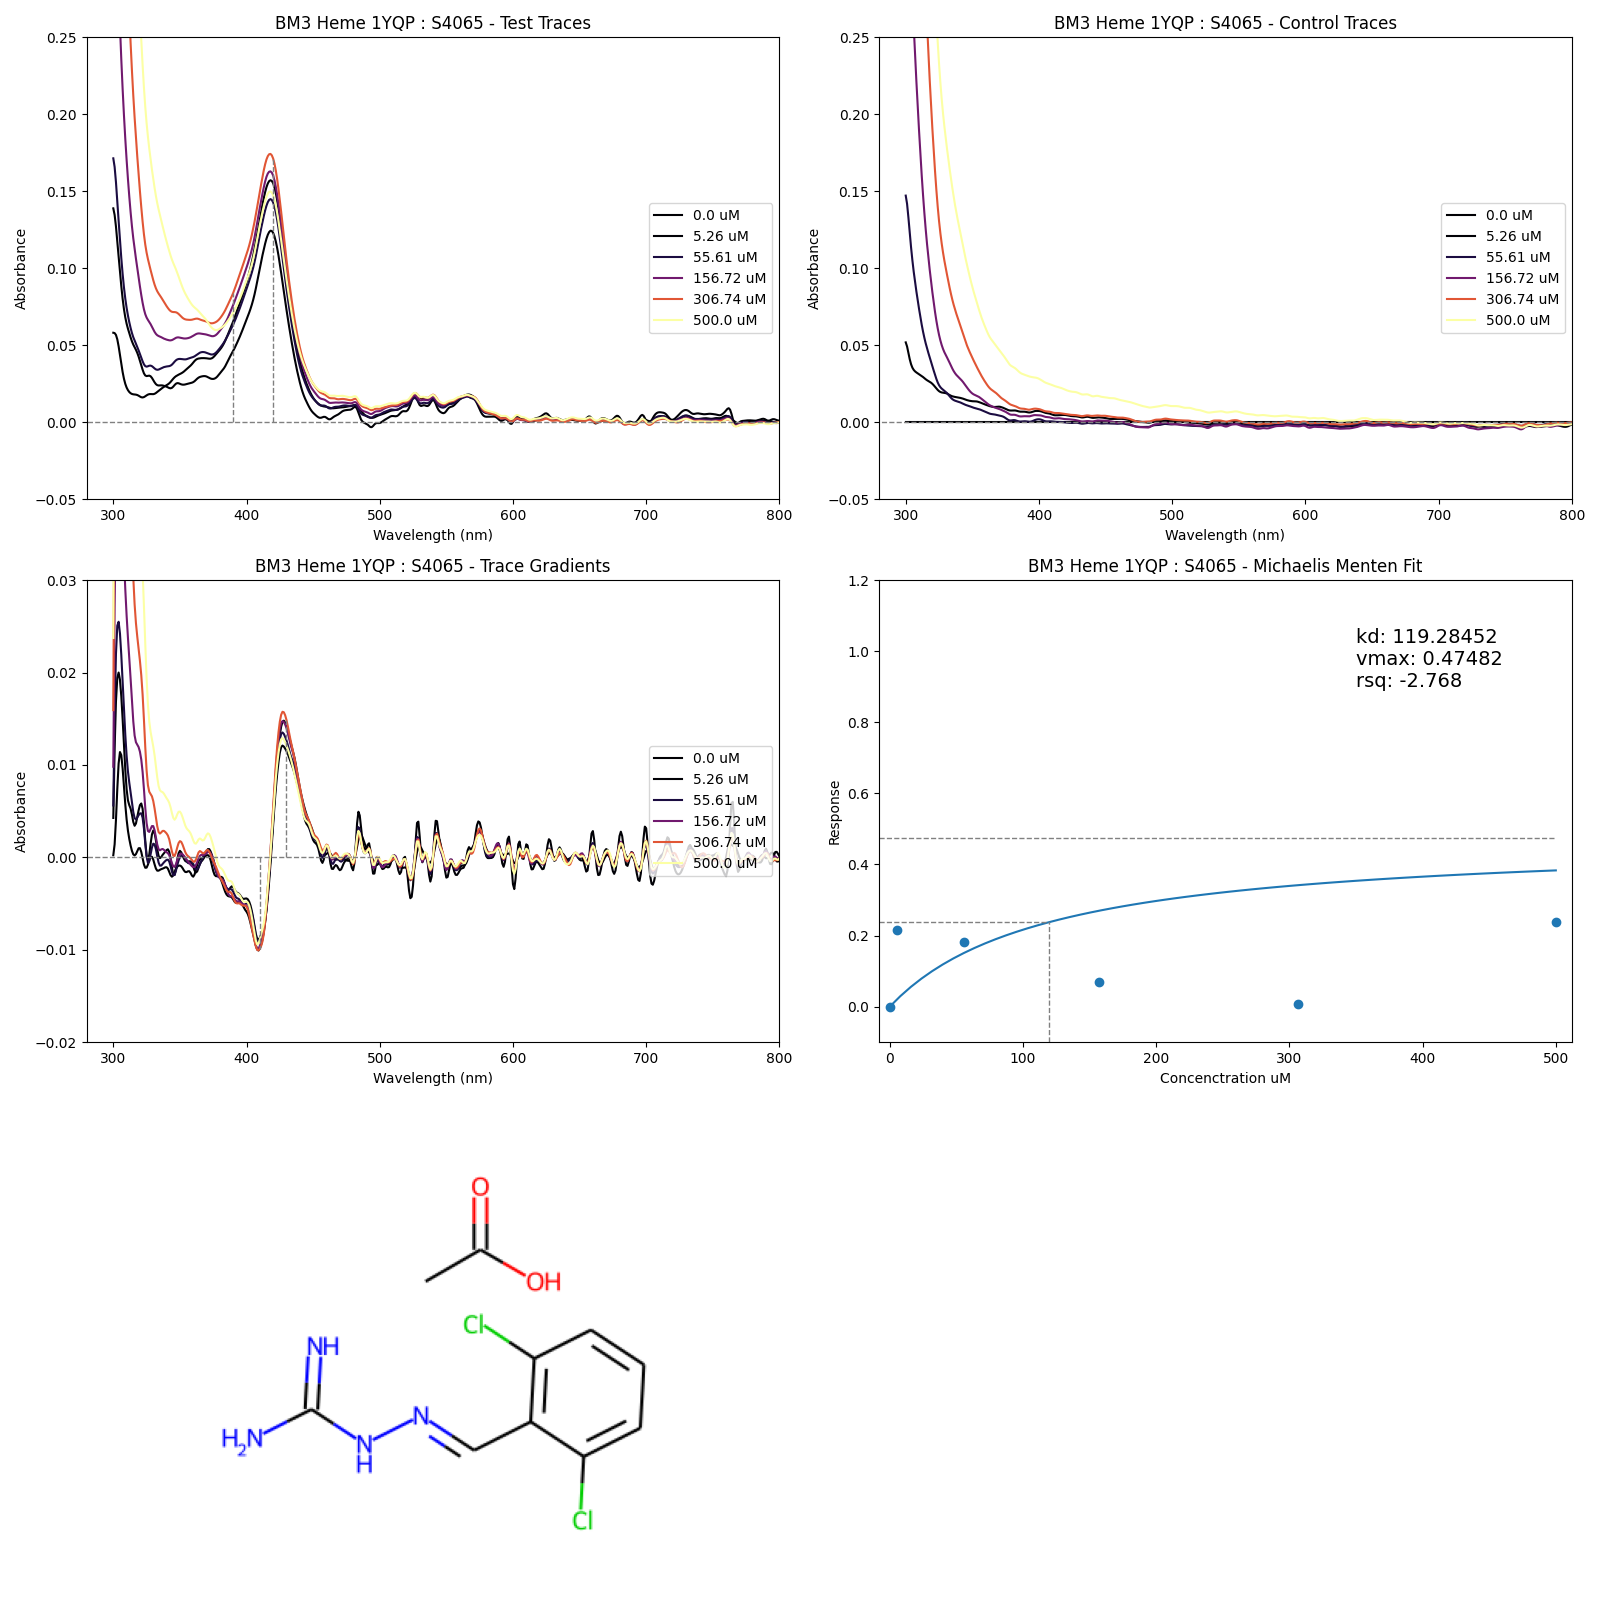 BM3 Heme 1YQP : S4065 - Test Traces
Absorbance
0.25
0.20
0.15
0.10
0.05
0.00
−0.05
300
400
500
600
700
800
Wavelength (nm)
0.0 uM
5.26 uM
55.61 uM
156.72 uM
306.74 uM
500.0 uM
BM3 Heme 1YQP : S4065 - Control Traces
Absorbance
0.25
0.20
0.15
0.10
0.05
0.00
−0.05
300
400
500
600
700
800
Wavelength (nm)
0.0 uM
5.26 uM
55.61 uM
156.72 uM
306.74 uM
500.0 uM
BM3 Heme 1YQP : S4065 - Trace Gradients
Absorbance
0.03
0.02
0.01
0.00
−0.01
−0.02
300
400
500
600
700
800
Wavelength (nm)
0.0 uM
5.26 uM
55.61 uM
156.72 uM
306.74 uM
500.0 uM
BM3 Heme 1YQP : S4065 - Michaelis Menten Fit
Response
1.2
1.0
0.8
0.6
0.4
0.2
0.0
0
100
200
300
400
500
Concenctration uM
kd: 119.28452
vmax: 0.47482
rsq: -2.768
O
OH
Cl
NH
N
H2N
N
H
Cl